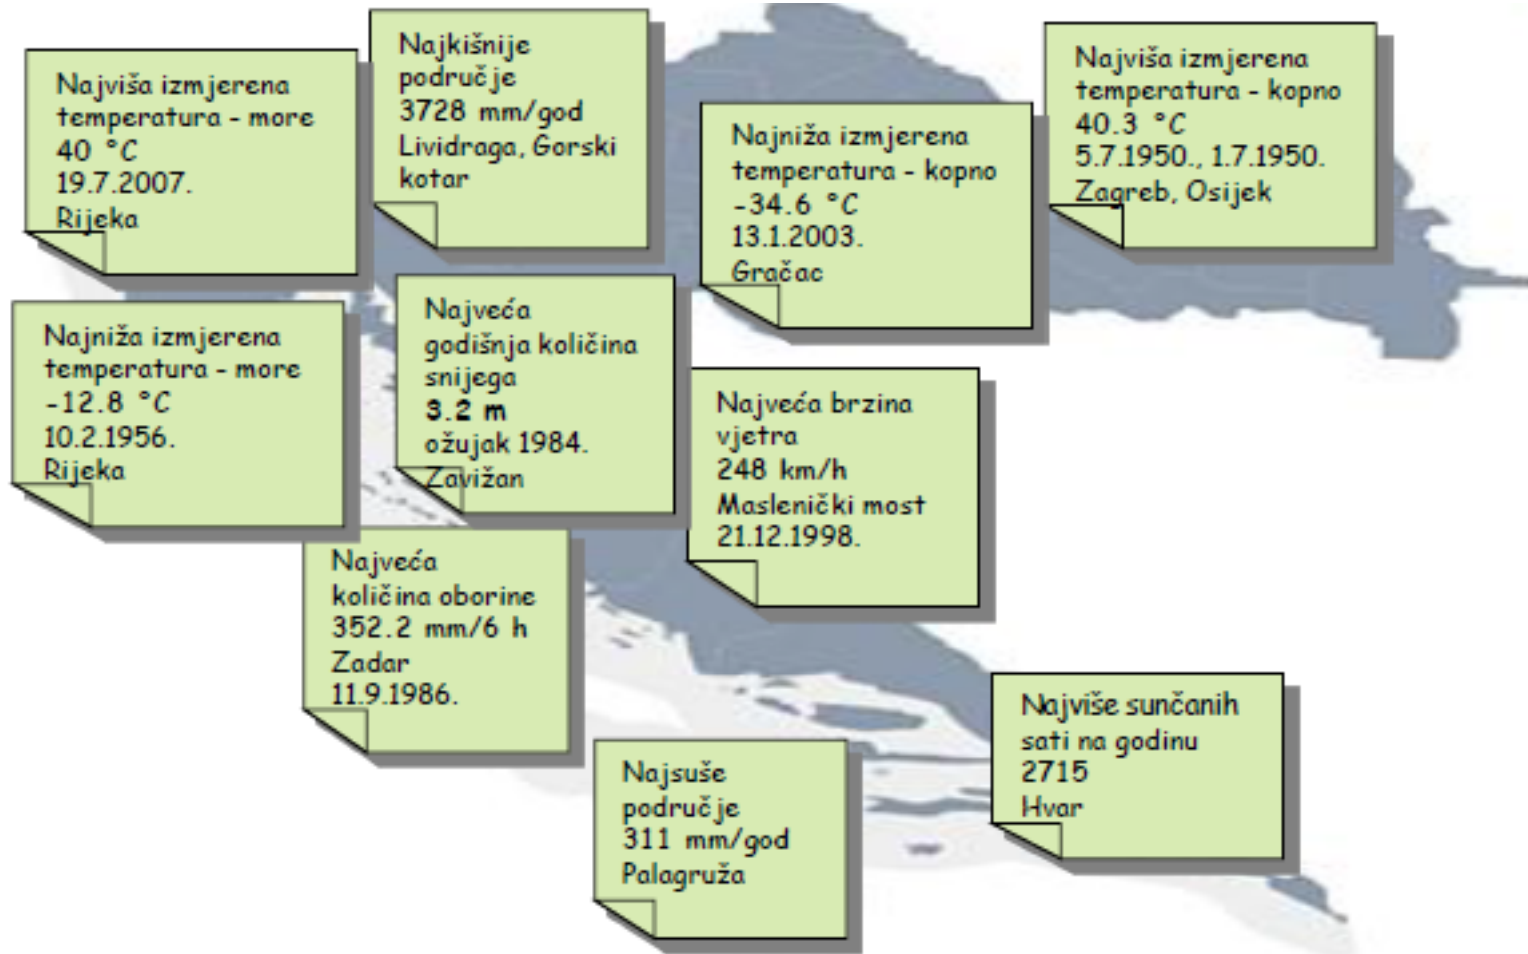 Najviša izmjerena
temperatura - more
40 °C
19.7.2007.
Rijeka
Najkišnije
područje
3728 mm/god
Lividraga, Gorski
kotar
Najniža izmjerena
temperatura - kopno
-34.6 °C
13.1.2003.
Gračac
Najviša izmjerena
temperatura - kopno
40.3 °C
5.7.1950., 1.7.1950.
Zagreb, Osijek
Najniža izmjerena
temperatura - more
-12.8 °C
10.2.1956.
Rijeka
Najveća
godišnja količina
snijega
3.2 m
ožujak 1984.
Zavižan
Najveća brzina
vjetra
248 km/h
Maslenički most
21.12.1998.
Najveća
količina oborine
352.2 mm/6 h
Zadar
11.9.1986.
Najsuše
područje
311 mm/god
Palagruža
Najviše sunčanih
sati na godinu
2715
Hvar